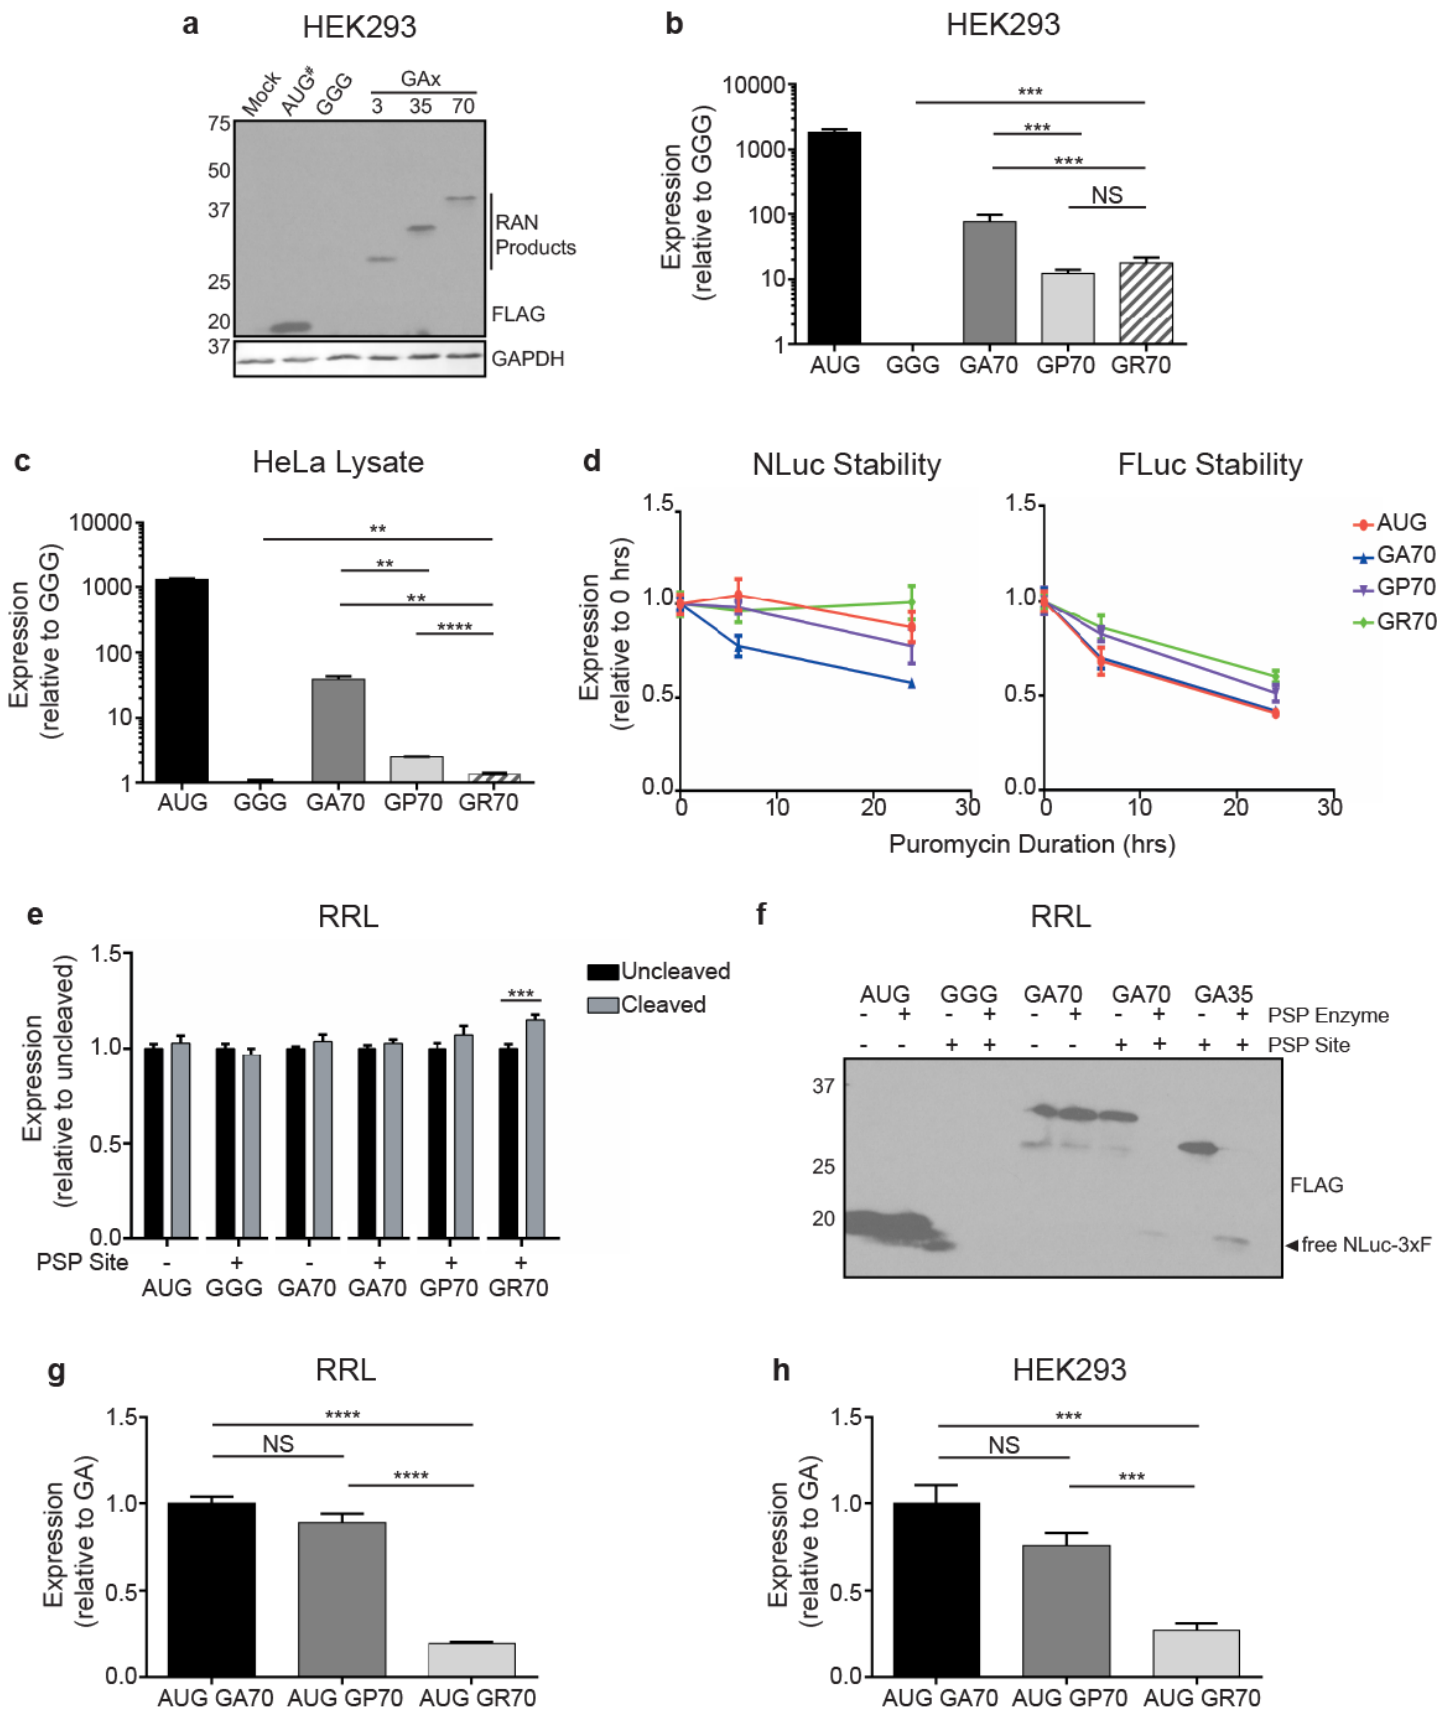 a HEK293
Mock AUG# GGG GAx
3 35 70
75
50
37
25
20
37
RAN
Products
FLAG
GAPDH
b HEK293
Expression
(relative to GGG)
10000
1000
100
10
1
***
***
***
NS
AUG GGG GA70 GP70 GR70
c HeLa Lysate
Expression
(relative to GGG)
10000
1000
100
10
1
**
**
**
****
AUG GGG GA70 GP70 GR70
d NLuc Stability FLuc Stability
Expression
(relative to 0 hrs)
1.5
1.0
0.5
0.0
0 10 20 30
1.5
1.0
0.5
0.0
0 10 20 30
Puromycin Duration (hrs)
AUG
GA70
GP70
GR70
e RRL
Expression
(relative to uncleaved)
1.5
1.0
0.5
0.0
***
Uncleaved
Cleaved
PSP Site - + - + + +
AUG GGG GA70 GA70 GP70 GR70
f RRL
AUG GGG GA70 GA70 GA35
- + - + - + - + - + PSP Enzyme
- - + + - - + + + + PSP Site
37
25
20
FLAG
◄free NLuc-3xF
g RRL
Expression
(relative to GA)
1.5
1.0
0.5
0.0
****
NS
****
AUG GA70 AUG GP70 AUG GR70
h HEK293
Expression
(relative to GA)
1.5
1.0
0.5
0.0
***
NS
***
AUG GA70 AUG GP70 AUG GR70